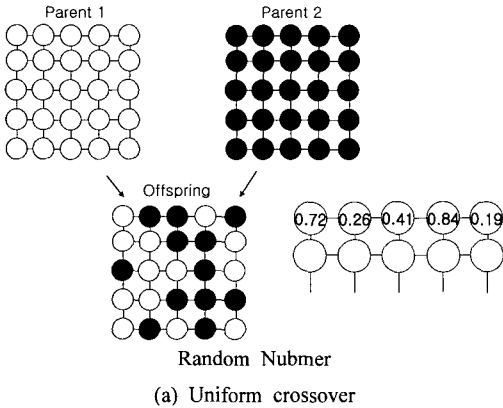 Parent 1
Parent 2
Offspring
0.72 0.26 0.41 0.84 0.19
Random Nubmer
(a) Uniform crossover